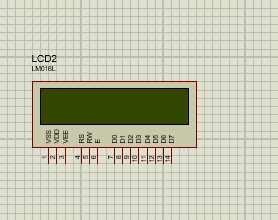 LCD2
LM016L
VSS VDD VEE RS RW E D0 D1 D2 D3 D4 D5 D6 D7
1 2 3 4 5 6 7 8 9 10 11 12 13 14